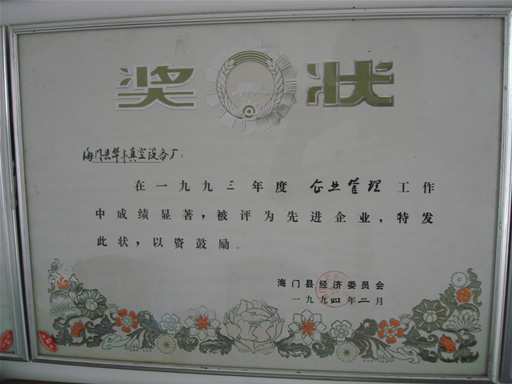 奖 状
海门县华丰真空设备厂：
在一九九三年度 企业管理 工作
中成绩显著，被评为先进企业，特发
此状，以资鼓励。
海门县经济委员会
一九九四年二月